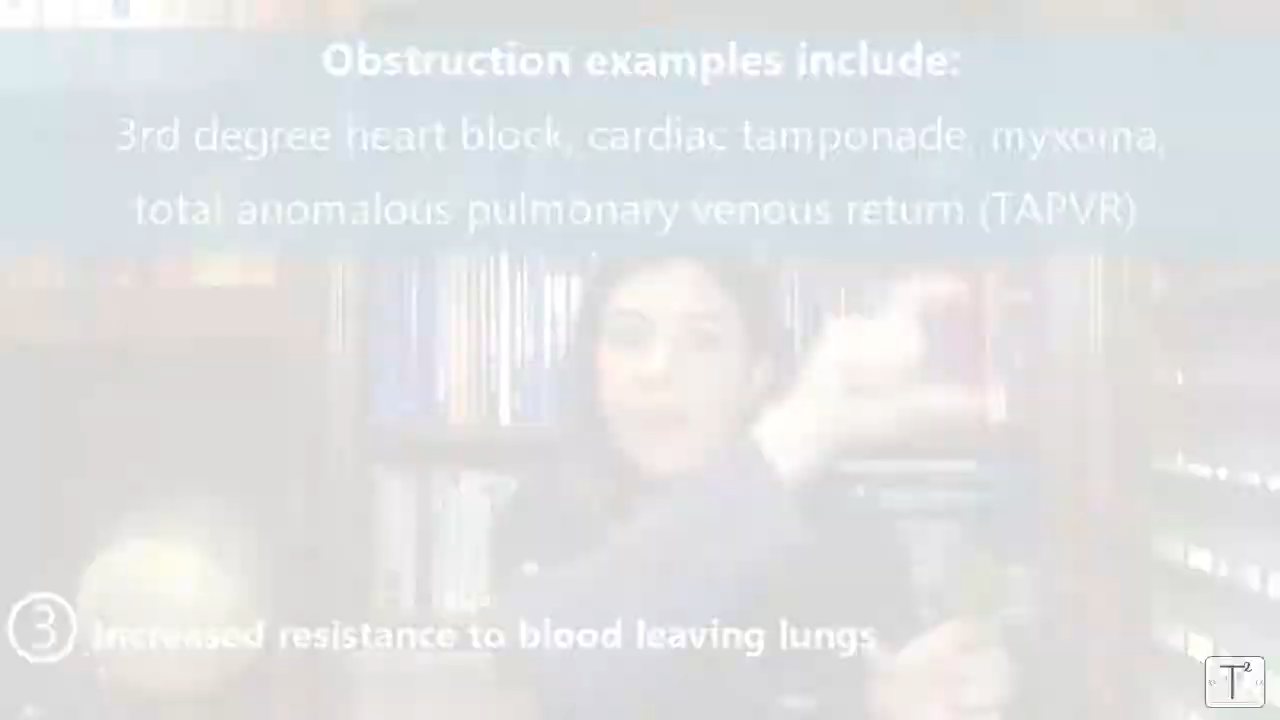 Obstruction examples include:
3rd degree heart block, cardiac tamponade, myxoma,
total anomalous pulmonary venous return (TAPVR)
3 Increased resistance to blood leaving lungs
T²